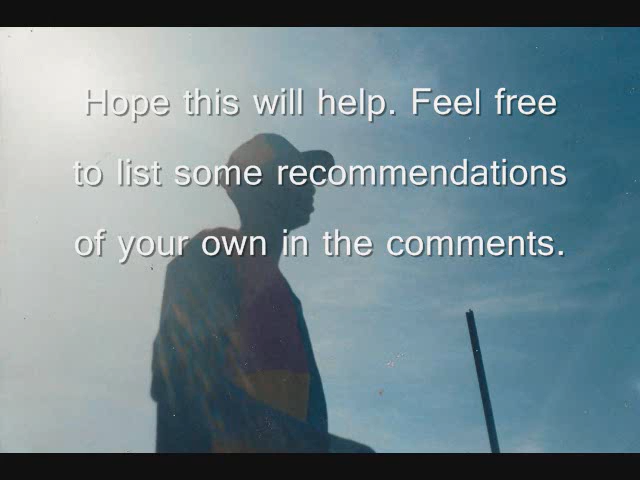 Hope this will help. Feel free
to list some recommendations
of your own in the comments.